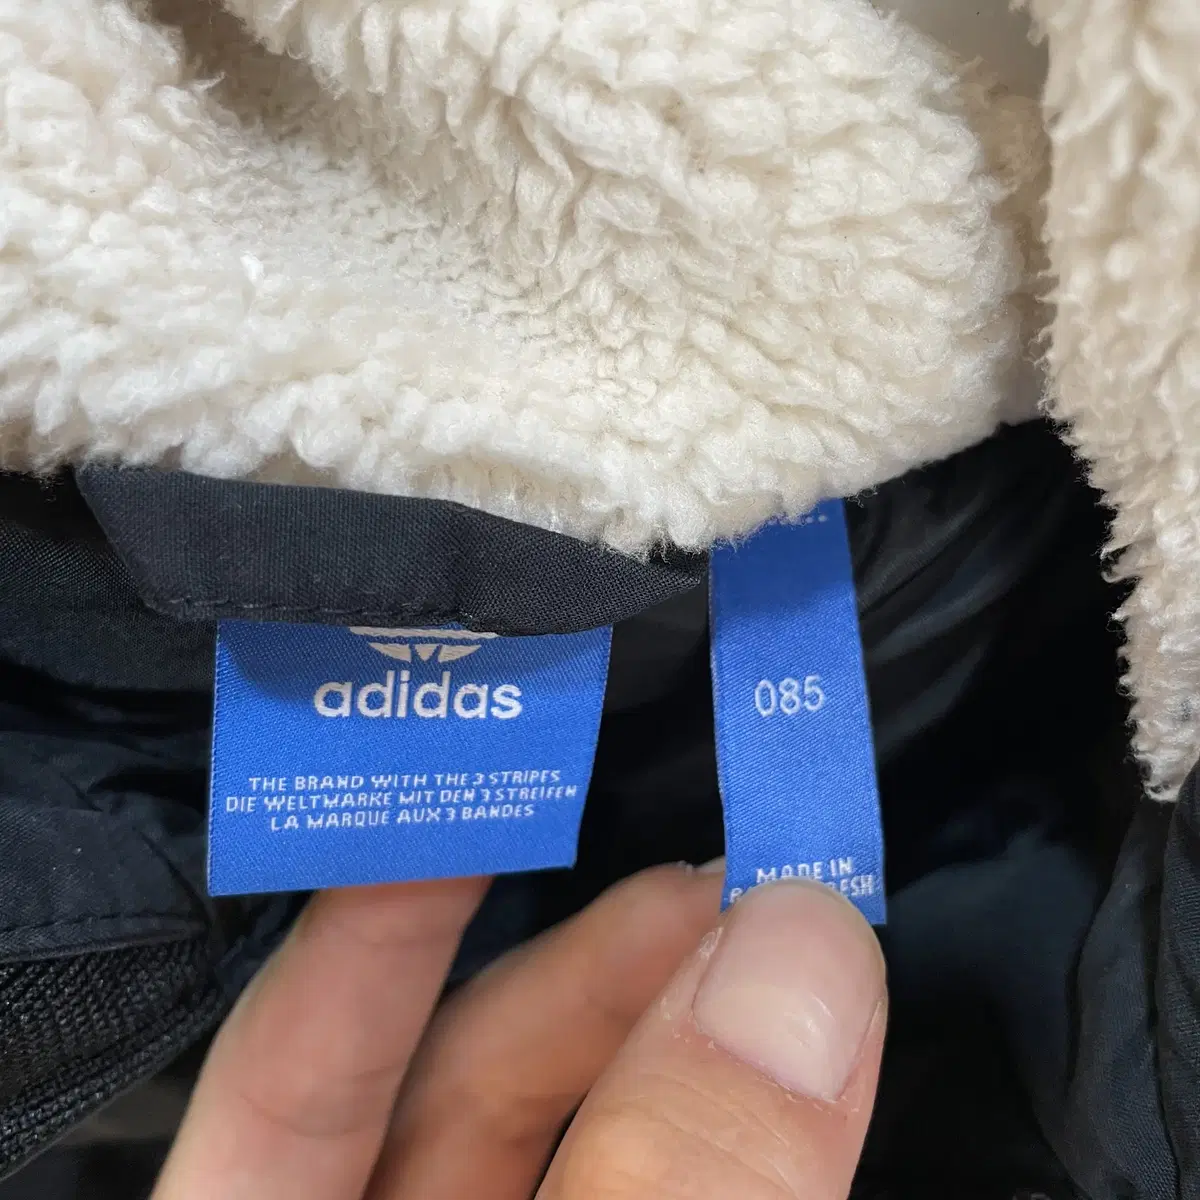 adidas
THE BRAND WITH THE 3 STRIPES
DIE WELTMARKE MIT DEN 3 STREIFEN
LA MARQUE AUX 3 BANDES
085
MADE IN